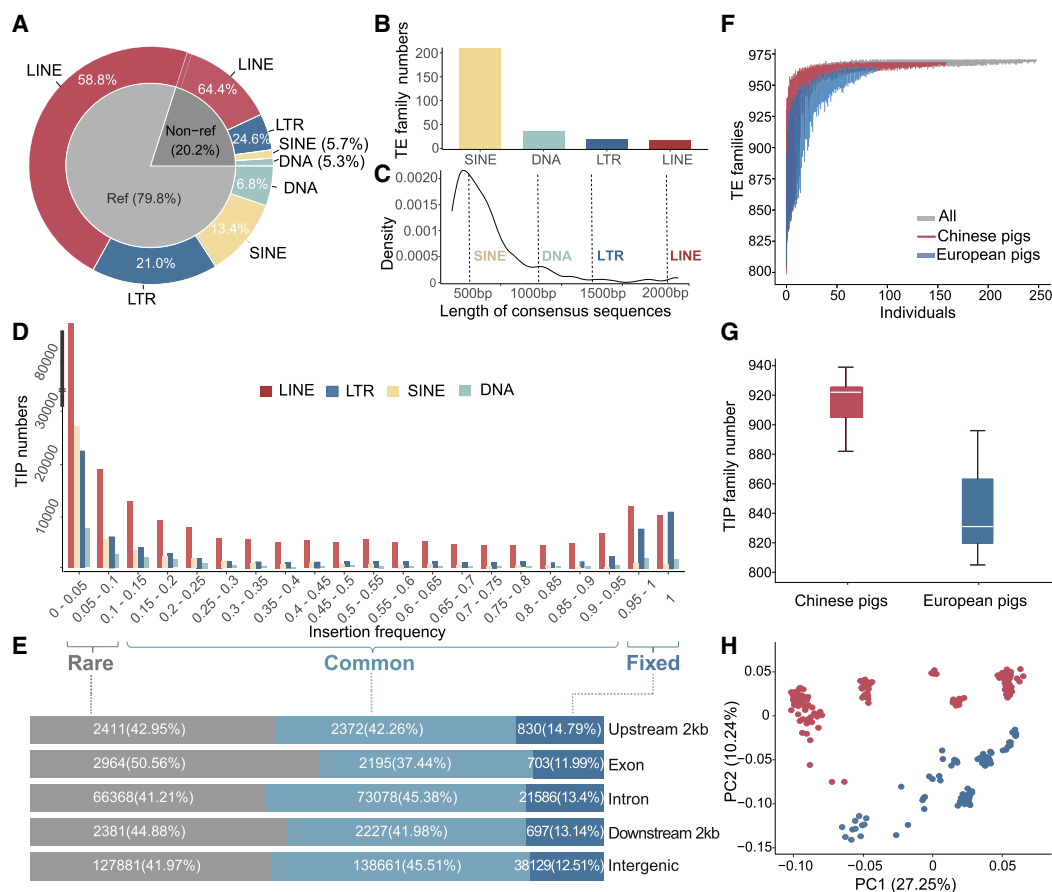 A
LINE
58.8%
LINE
64.4%
LTR
24.6%
SINE (5.7%)
DNA (5.3%)
Non−ref
(20.2%)
6.8%
DNA
Ref (79.8%)
13.4%
SINE
21.0%
LTR
B
TE family numbers
200
150
100
50
0
SINE
DNA
LTR
LINE
C
Density
0.0020
0.0015
0.001
0.0005
0
SINE
DNA
LTR
LINE
500bp
1000bp
1500bp
2000bp
Length of consensus sequences
F
TE families
975
950
925
900
875
850
825
800
All
Chinese pigs
European pigs
0
50
100
150
200
250
Individuals
D
TIP numbers
80000
30000
20000
10000
LINE
LTR
SINE
DNA
0 - 0.05
0.05 - 0.1
0.1 - 0.15
0.15 - 0.2
0.2 - 0.25
0.25 - 0.3
0.3 - 0.35
0.35 - 0.4
0.4 - 0.45
0.45 - 0.5
0.5 - 0.55
0.55 - 0.6
0.6 - 0.65
0.65 - 0.7
0.7 - 0.75
0.75 - 0.8
0.8 - 0.85
0.85 - 0.9
0.9 - 0.95
0.95 - 1
1
Insertion frequency
G
TIP family number
940
920
900
880
860
840
820
800
Chinese pigs
European pigs
E
Rare
Common
Fixed
2411(42.95%)
2372(42.26%)
830(14.79%)
Upstream 2kb
2964(50.56%)
2195(37.44%)
703(11.99%)
Exon
66368(41.21%)
73078(45.38%)
21586(13.4%)
Intron
2381(44.88%)
2227(41.98%)
697(13.14%)
Downstream 2kb
127881(41.97%)
138661(45.51%)
38129(12.51%)
Intergenic
H
PC2 (10.24%)
0.05
0
−0.05
−0.10
−0.15
−0.10
−0.05
0
0.05
PC1 (27.25%)